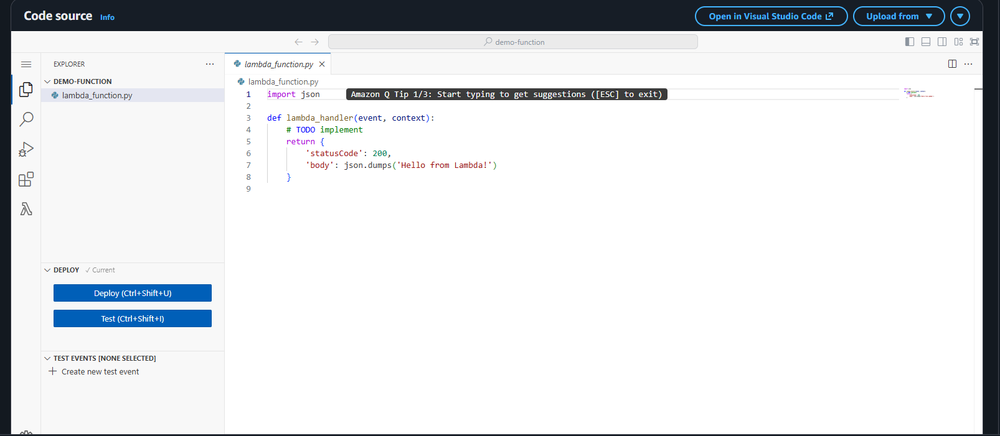 Code source Info
Open in Visual Studio Code
Upload from
demo-function
EXPLORER
DEMO-FUNCTION
lambda_function.py
DEPLOY Current
Deploy (Ctrl+Shift+U)
Test (Ctrl+Shift+I)
TEST EVENTS [NONE SELECTED]
Create new test event
lambda_function.py
lambda_function.py
1 import json Amazon Q Tip 1/3: Start typing to get suggestions ([ESC] to exit)
2
3 def lambda_handler(event, context):
4 # TODO implement
5 return {
6 'statusCode': 200,
7 'body': json.dumps('Hello from Lambda!')
8 }
9